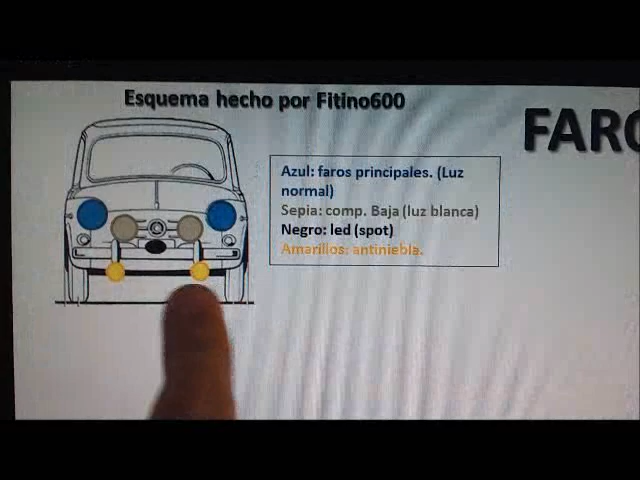 Esquema hecho por Fitino600
FARO
Azul: faros principales. (Luz
normal)
Sepia: comp. Baja (luz blanca)
Negro: led (spot)
Amarillos: antiniebla.